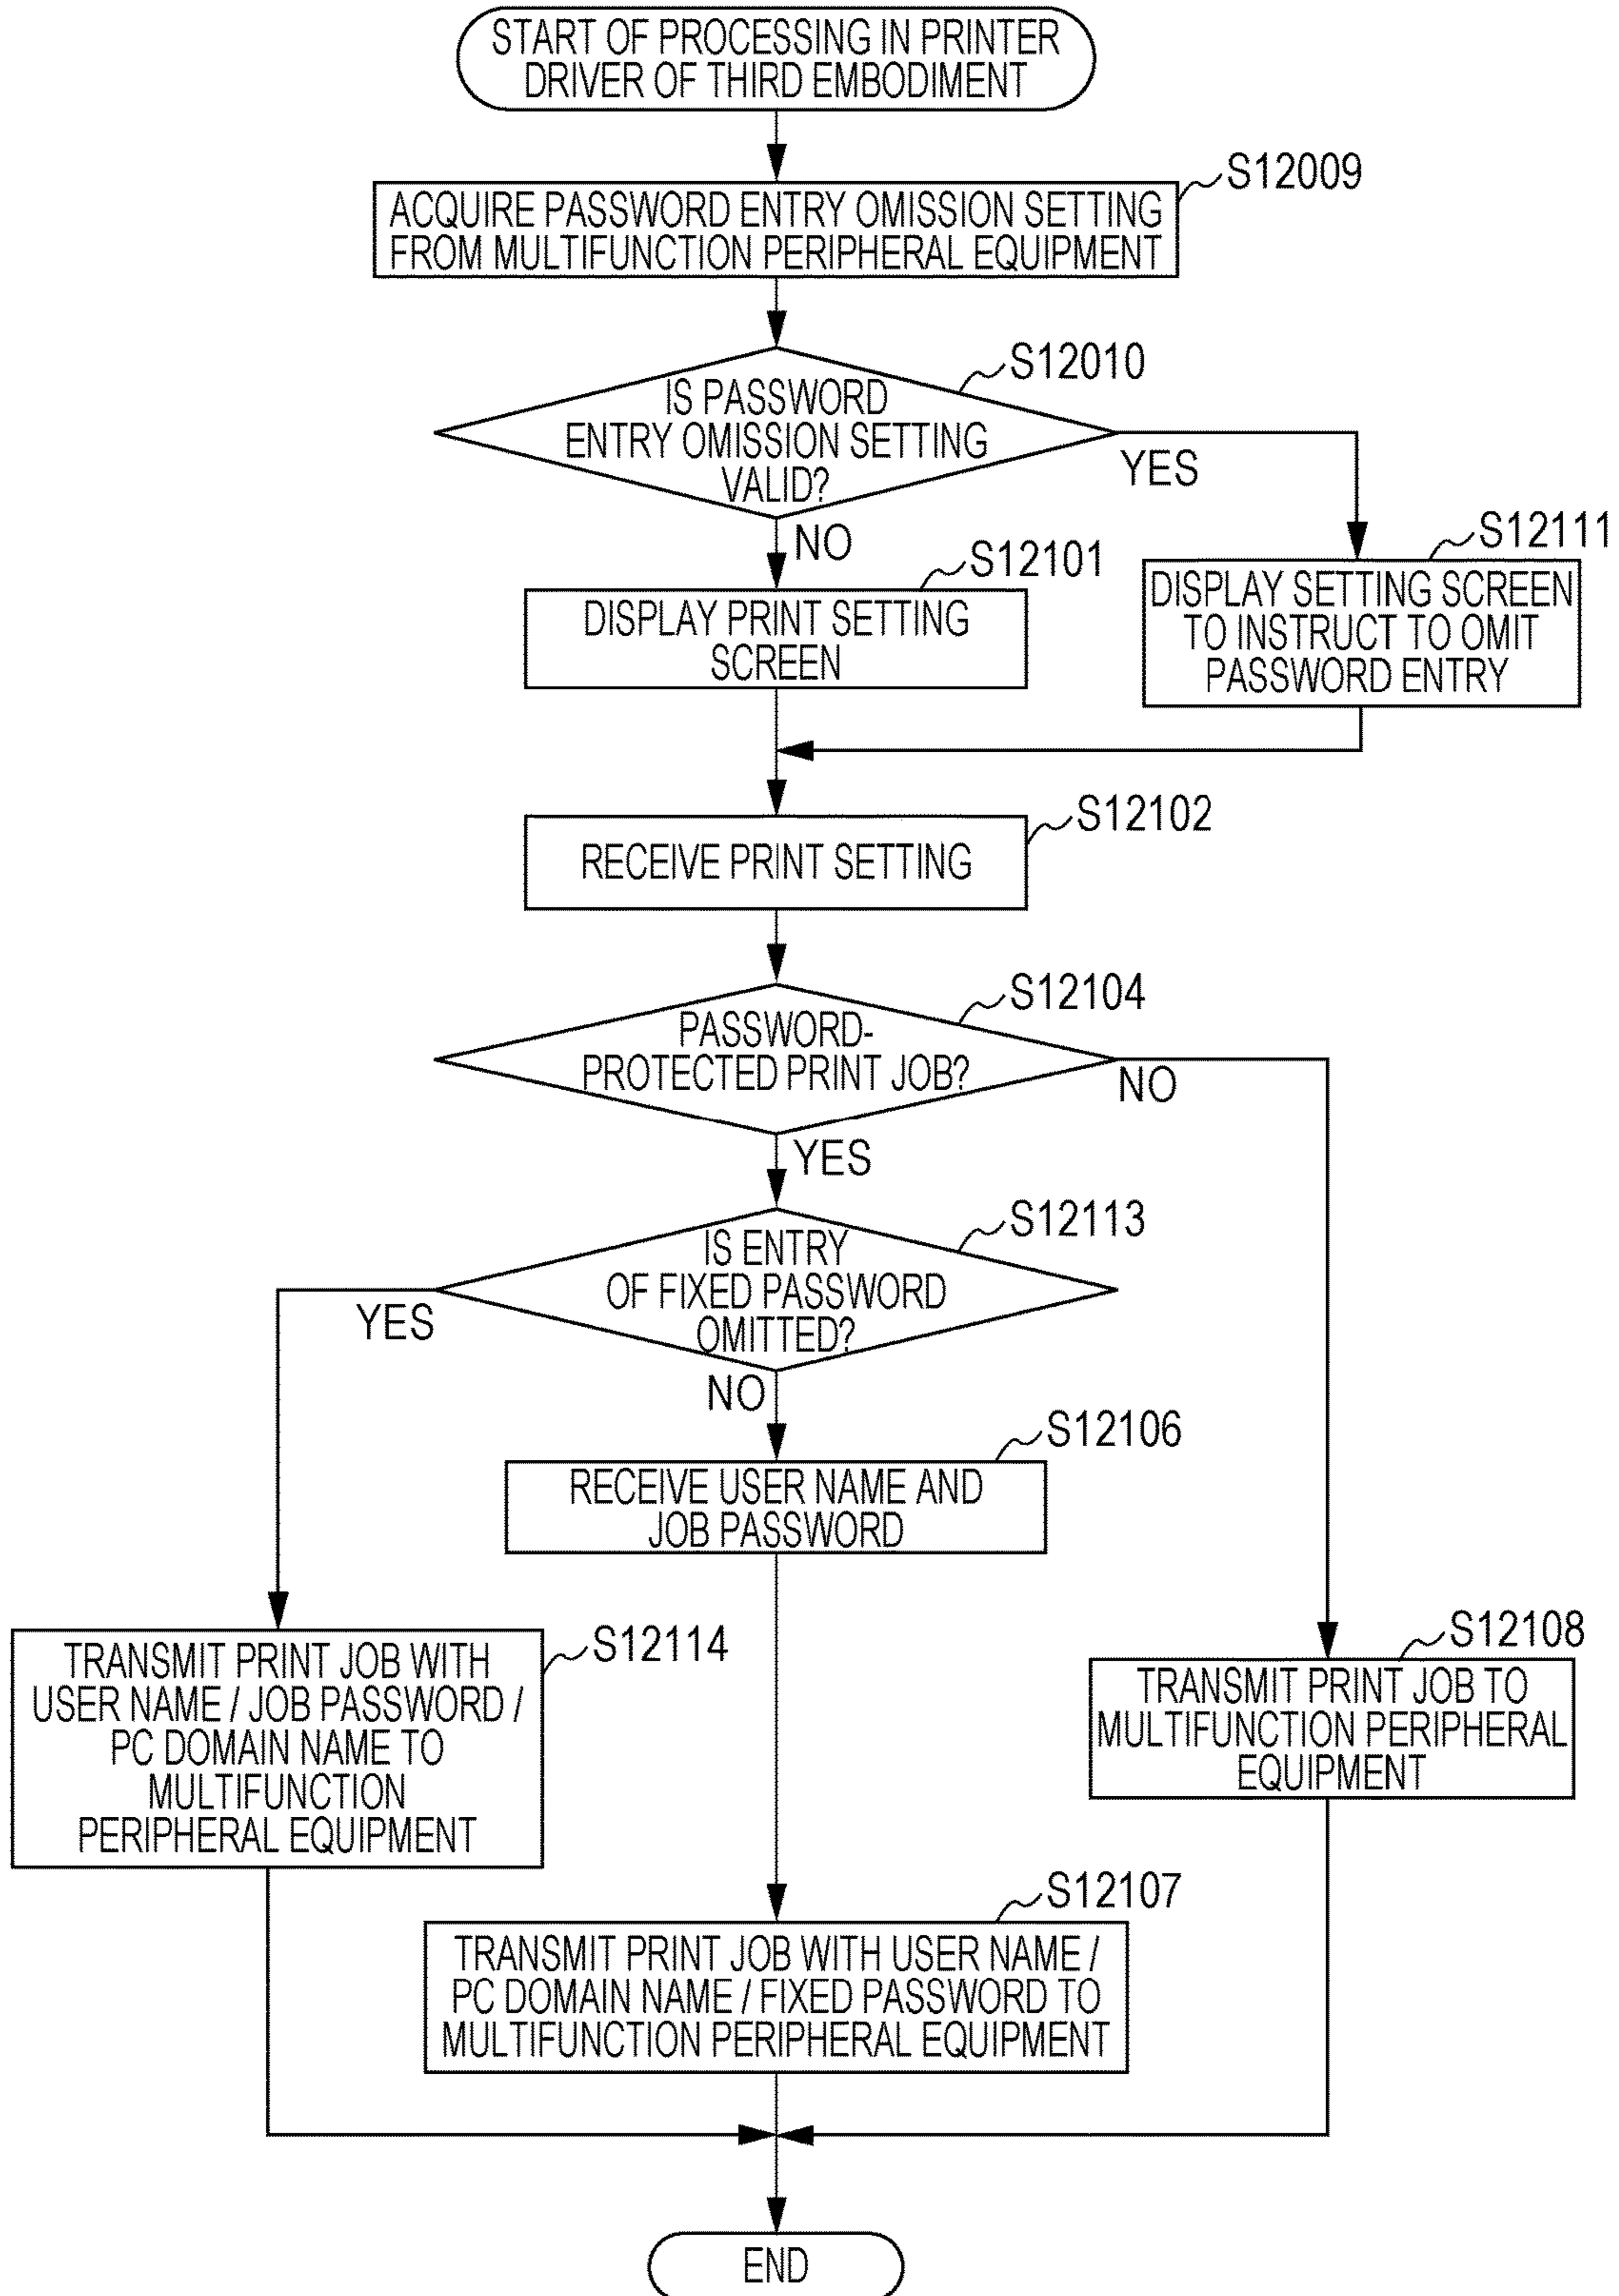 START OF PROCESSING IN PRINTER
DRIVER OF THIRD EMBODIMENT
S12009
ACQUIRE PASSWORD ENTRY OMISSION SETTING
FROM MULTIFUNCTION PERIPHERAL EQUIPMENT
S12010
IS PASSWORD
ENTRY OMISSION SETTING
VALID?
YES
NO
S12101
DISPLAY PRINT SETTING
SCREEN
S12111
DISPLAY SETTING SCREEN
TO INSTRUCT TO OMIT
PASSWORD ENTRY
S12102
RECEIVE PRINT SETTING
S12104
PASSWORD-
PROTECTED PRINT JOB?
NO
YES
S12113
IS ENTRY
OF FIXED PASSWORD
OMITTED?
YES
NO
S12106
RECEIVE USER NAME AND
JOB PASSWORD
S12114
TRANSMIT PRINT JOB WITH
USER NAME / JOB PASSWORD /
PC DOMAIN NAME TO
MULTIFUNCTION
PERIPHERAL EQUIPMENT
S12108
TRANSMIT PRINT JOB TO
MULTIFUNCTION PERIPHERAL
EQUIPMENT
S12107
TRANSMIT PRINT JOB WITH USER NAME /
PC DOMAIN NAME / FIXED PASSWORD TO
MULTIFUNCTION PERIPHERAL EQUIPMENT
END